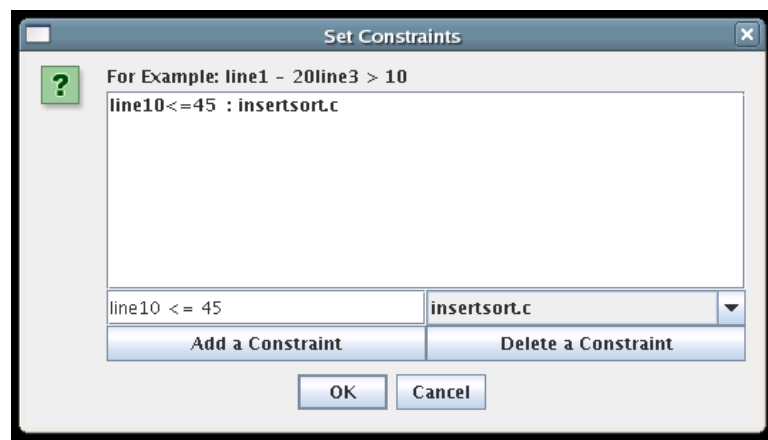 Set Constraints
For Example: line1 - 20line3 > 10
line10<=45 : insertsort.c
line10 <= 45
insertsort.c
Add a Constraint
Delete a Constraint
OK
Cancel